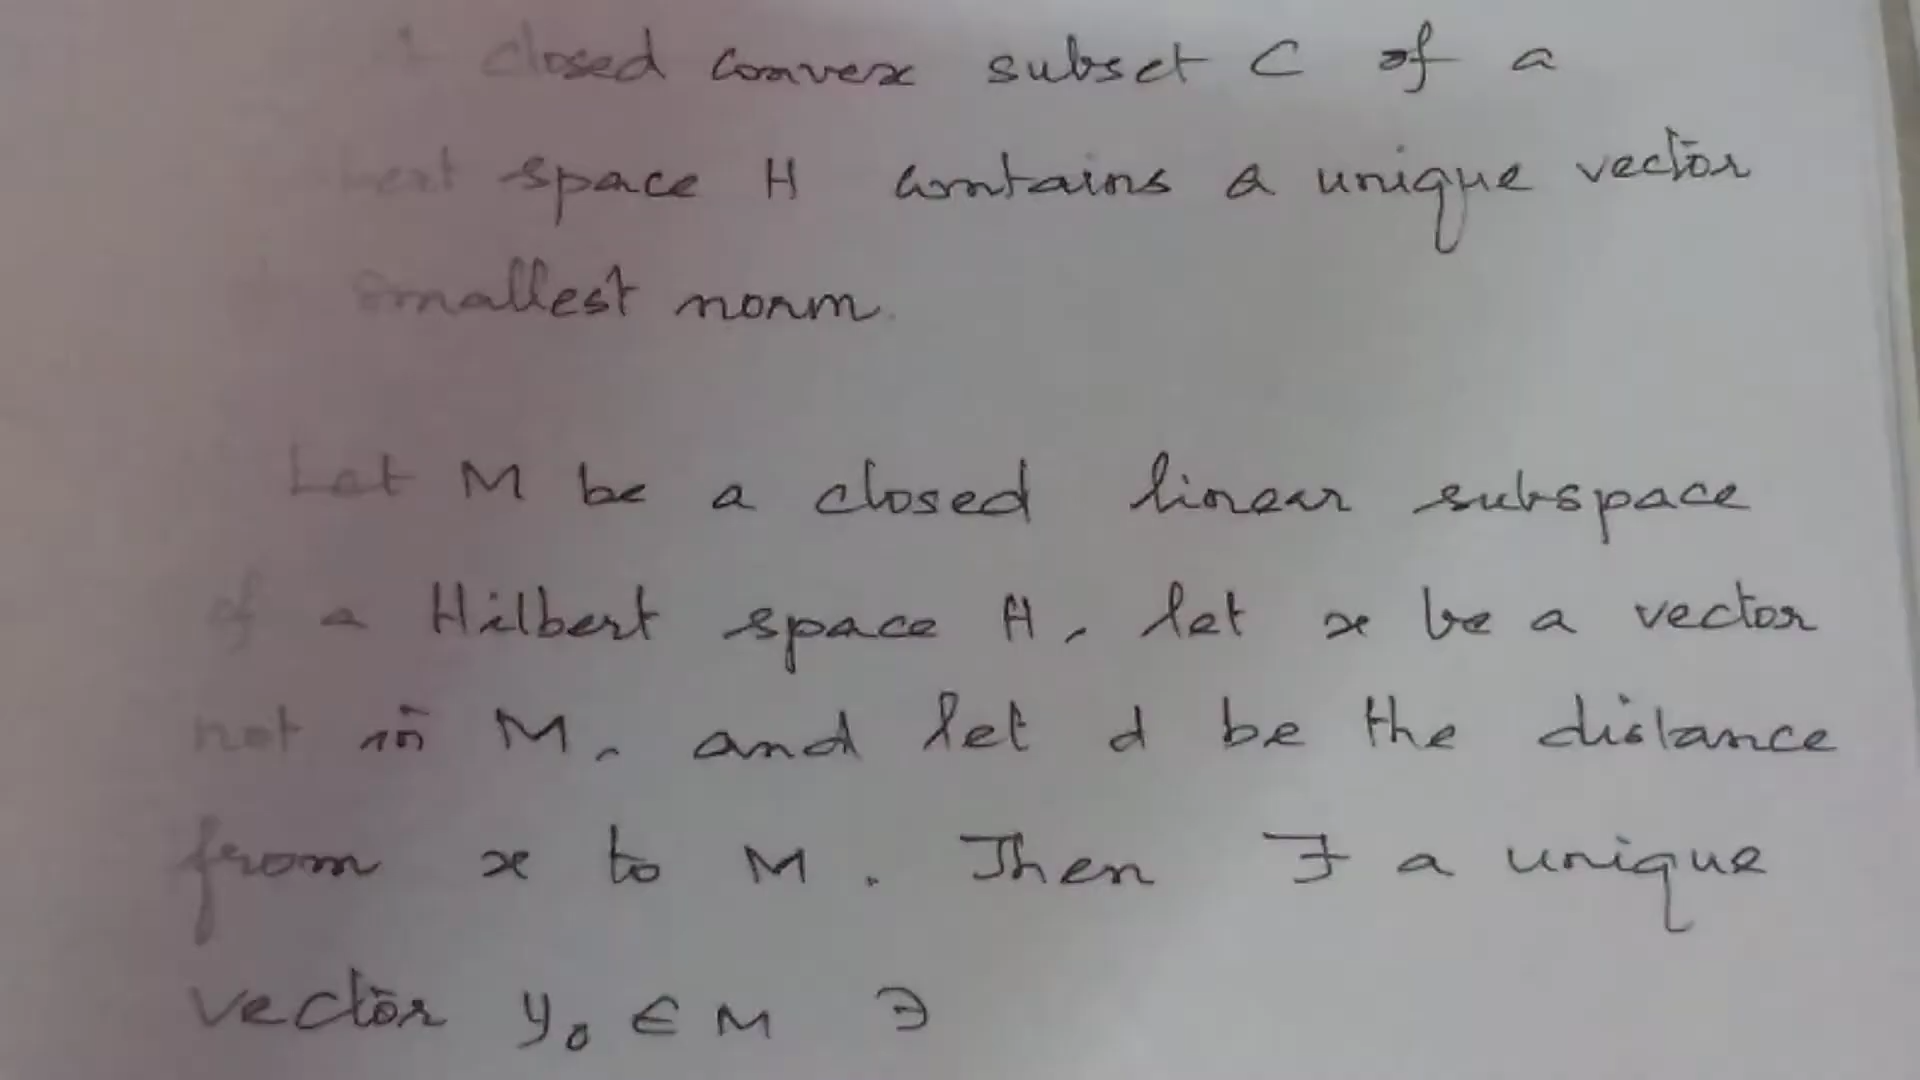 closed convex subset C of a
space H contains a unique vector
smallest norm.
Let M be a closed linear subspace
of a Hilbert space H, let x be a vector
not in M, and let d be the distance
from x to M. Then ∃ a unique
vector y₀ ∈ M ∋